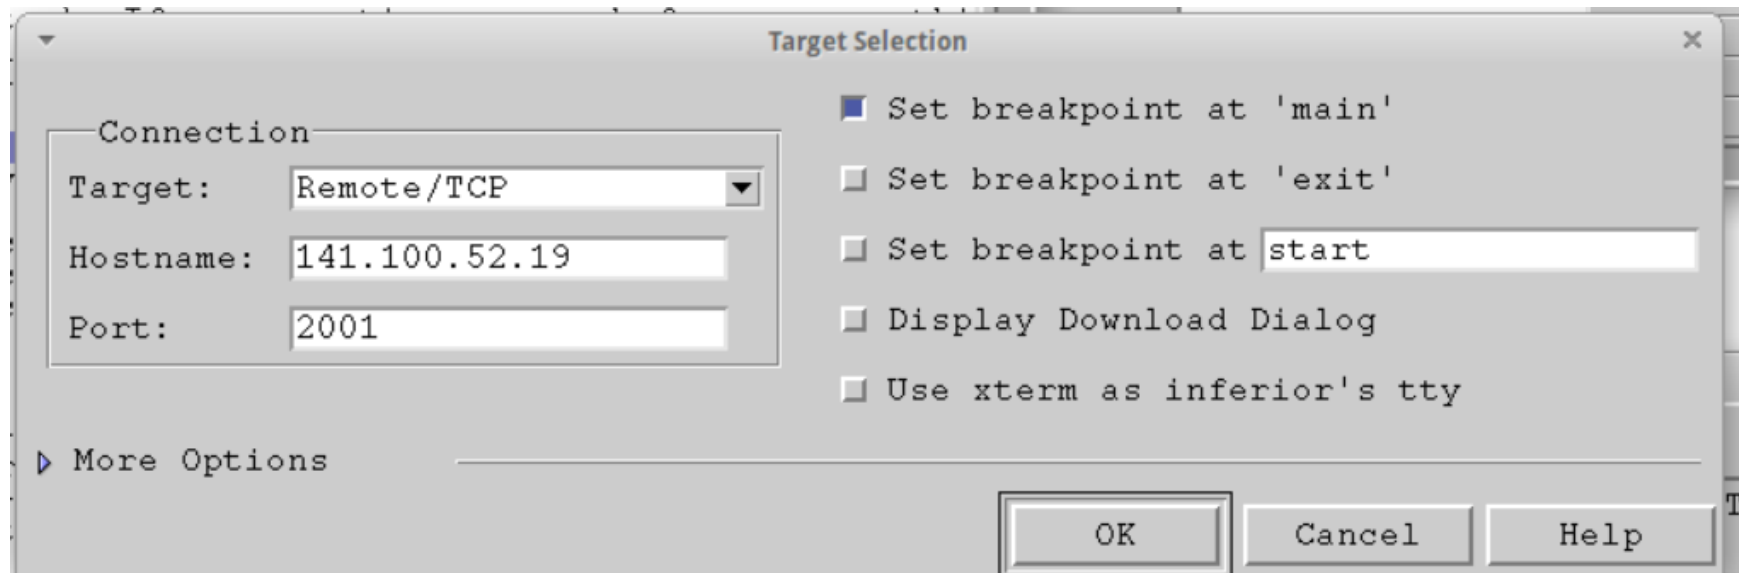 Target Selection
Connection
Target: Remote/TCP
Hostname: 141.100.52.19
Port: 2001
Set breakpoint at 'main'
Set breakpoint at 'exit'
Set breakpoint at start
Display Download Dialog
Use xterm as inferior's tty
More Options
OK Cancel Help